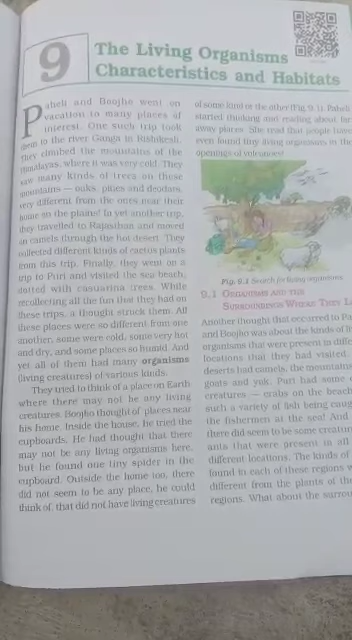 9
The Living Organisms
Characteristics and Habitats
Paheli and Boojho went on
vacation to many places of
interest. One such trip took
them to the river Ganga in Rishikesh.
They climbed the mountains of the
Himalayas, where it was very cold. They
saw many kinds of trees on these
mountains — oaks, pines and deodars,
very different from the ones near their
home on the plains! In yet another trip,
they travelled to Rajasthan and moved
on camels through the hot desert. They
collected different kinds of cactus plants
from this trip. Finally, they went on a
trip to Puri and visited the sea beach,
dotted with casuarina trees. While
recollecting all the fun that they had on
these trips, a thought struck them. All
these places were so different from one
another, some were cold, some very hot
and dry, and some places so humid. And
yet all of them had many organisms
(living creatures) of various kinds.
They tried to think of a place on Earth
where there may not be any living
creatures. Boojho thought of places near
his home. Inside the house, he tried the
cupboards. He had thought that there
may not be any living organisms here,
but he found one tiny spider in the
cupboard. Outside the home too, there
did not seem to be any place, he could
think of, that did not have living creatures
of some kind or the other (Fig. 9.1). Paheli
started thinking and reading about far
away places. She read that people have
even found tiny living organisms in the
openings of volcanoes!
Fig. 9.1 Search for living organisms
9.1 ORGANISMS AND THE
SURROUNDINGS WHERE THEY
Another thought that occurred to
and Boojho was about the kinds of
organisms that were present in
locations that they had visited.
deserts had camels, the mountains
goats and yak. Puri had some
creatures — crabs on the beach
such a variety of fish being caught
the fishermen at the sea! And
there did seem to be some creatures
ants that were present in all
different locations. The kinds of
found in each of these regions
different from the plants of the
regions. What about the